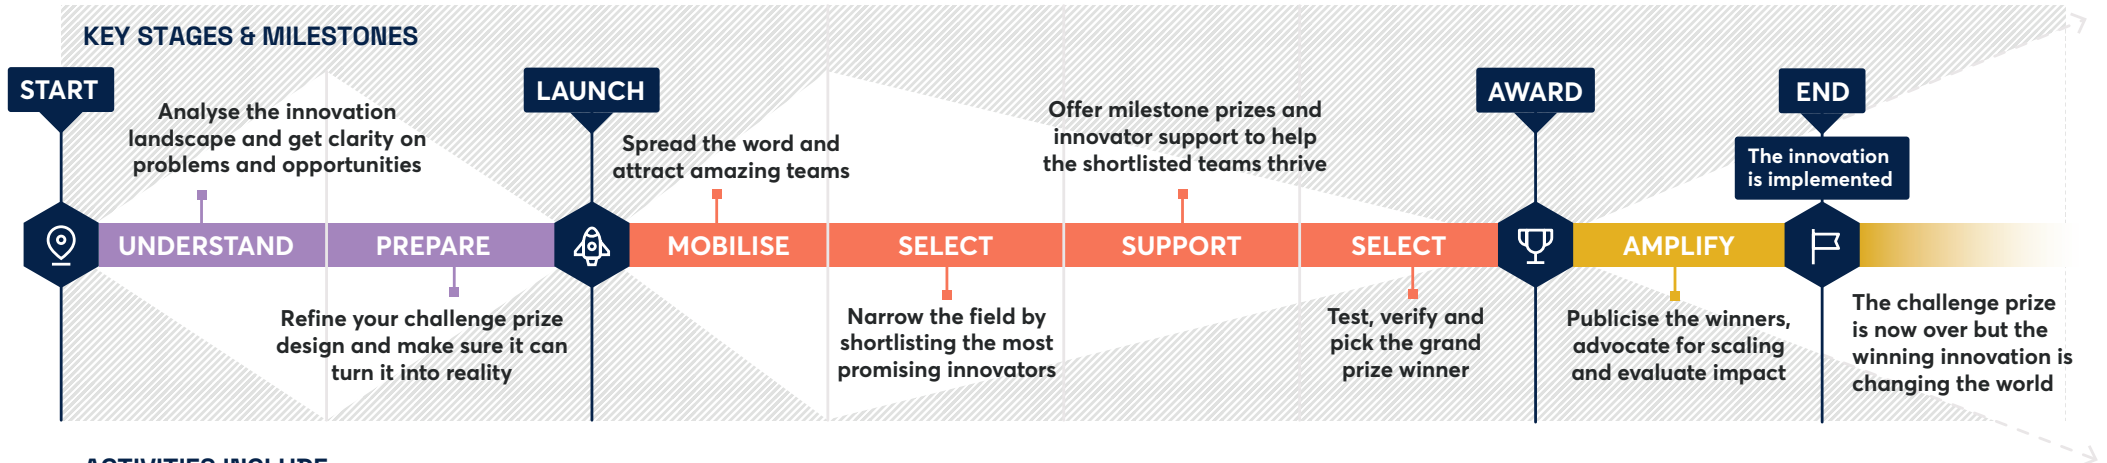 KEY STAGES & MILESTONES
START
Analyse the innovation
landscape and get clarity on
problems and opportunities
LAUNCH
Spread the word and
attract amazing teams
Offer milestone prizes and
innovator support to help
the shortlisted teams thrive
AWARD
END
The innovation
is implemented
UNDERSTAND
PREPARE
MOBILISE
SELECT
SUPPORT
SELECT
AMPLIFY
Refine your challenge prize
design and make sure it can
turn it into reality
Narrow the field by
shortlisting the most
promising innovators
Test, verify and
pick the grand
prize winner
Publicise the winners,
advocate for scaling
and evaluate impact
The challenge prize
is now over but the
winning innovation is
changing the world
ACTIVITIES INCLUDE